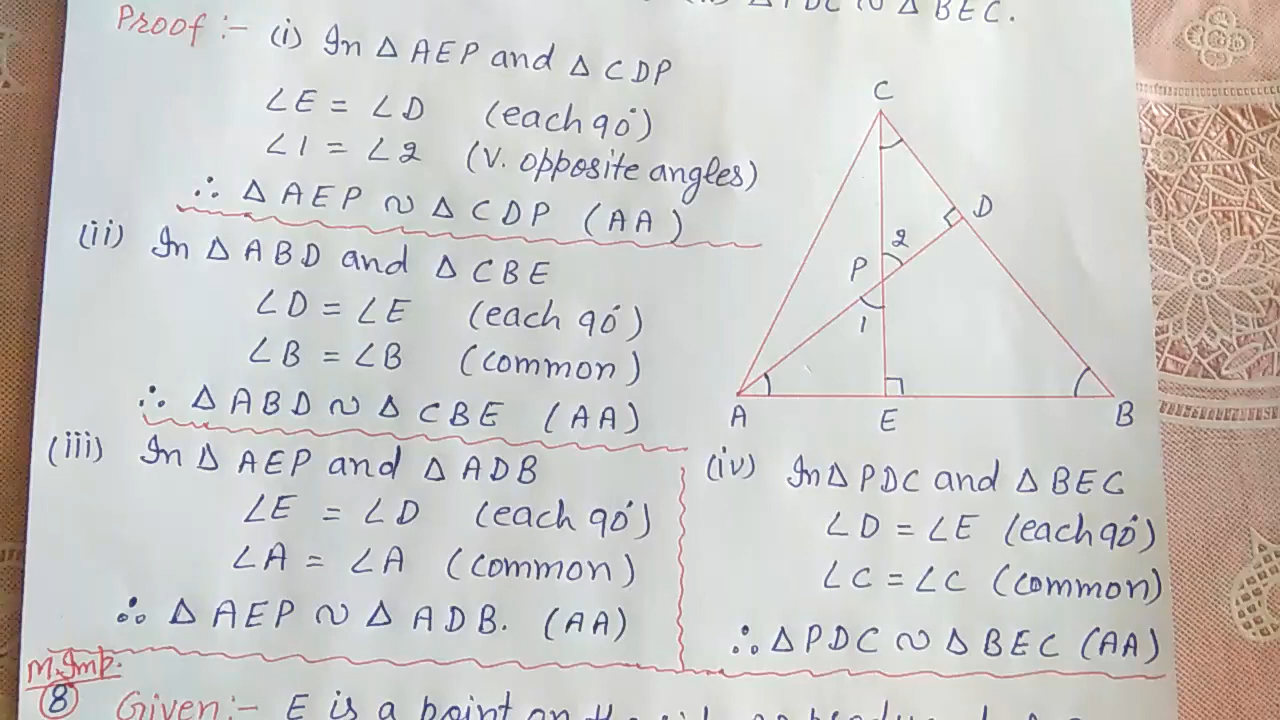 △ PDC ~ △ BEC.
Proof :- (i) In △ AEP and △ CDP
∠E = ∠D (each 90°)
∠1 = ∠2 (V. opposite angles)
∴ △ AEP ~ △ CDP (AA)
(ii) In △ ABD and △ CBE
∠D = ∠E (each 90°)
∠B = ∠B (common)
∴ △ ABD ~ △ CBE (AA)
(iii) In △ AEP and △ ADB
∠E = ∠D (each 90°)
∠A = ∠A (common)
∴ △ AEP ~ △ ADB. (AA)
C
D
2
P
1
A
E
B
(iv) In △ PDC and △ BEC
∠D = ∠E (each 90°)
∠C = ∠C (common)
∴ △ PDC ~ △ BEC (AA)
M.Imp.
8 Given :- E is a point on